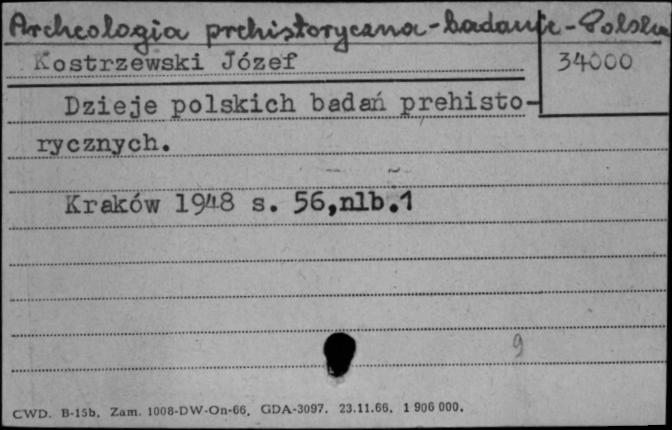 Archeologia prehistoryczna - badanie - Polska
Kostrzewski Józef 34000
Dzieje polskich badań prehisto-
rycznych.
Kraków 1948 s. 56,nlb.1
9
CWD. B-15b. Zam. 1008-DW-On-66. GDA-3097. 23.11.66. 1 906 000.